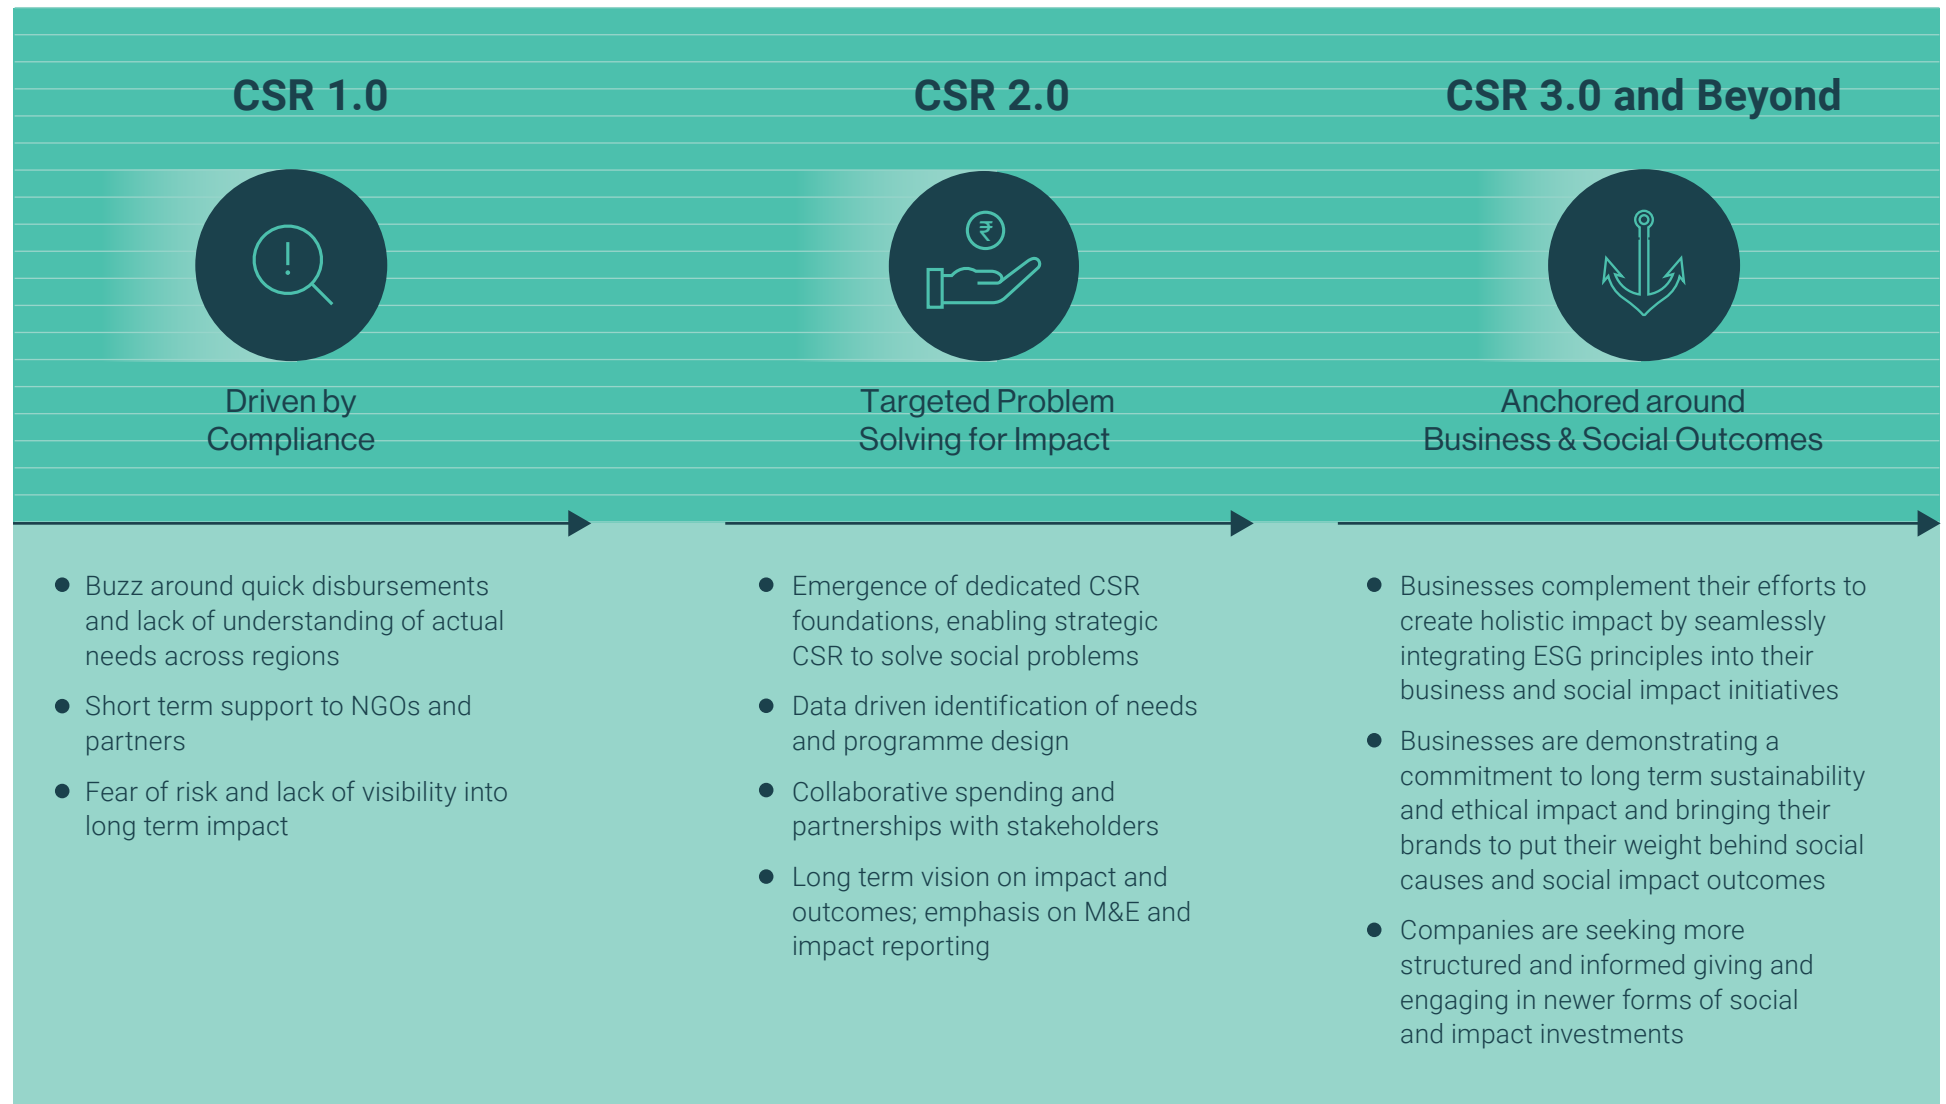 CSR 1.0
Driven by
Compliance
Buzz around quick disbursements
and lack of understanding of actual
needs across regions
Short term support to NGOs and
partners
Fear of risk and lack of visibility into
long term impact
CSR 2.0
₹
Targeted Problem
Solving for Impact
Emergence of dedicated CSR
foundations, enabling strategic
CSR to solve social problems
Data driven identification of needs
and programme design
Collaborative spending and
partnerships with stakeholders
Long term vision on impact and
outcomes; emphasis on M&E and
impact reporting
CSR 3.0 and Beyond
Anchored around
Business & Social Outcomes
Businesses complement their efforts to
create holistic impact by seamlessly
integrating ESG principles into their
business and social impact initiatives
Businesses are demonstrating a
commitment to long term sustainability
and ethical impact and bringing their
brands to put their weight behind social
causes and social impact outcomes
Companies are seeking more
structured and informed giving and
engaging in newer forms of social
and impact investments